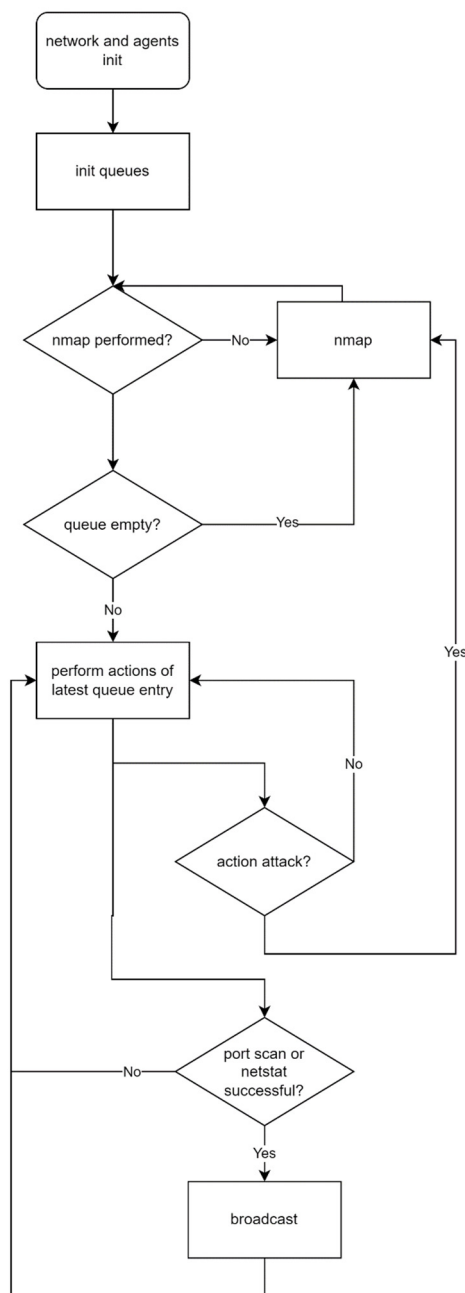 network and agents
init
init queues
nmap performed?
No
nmap
queue empty?
Yes
No
perform actions of
latest queue entry
Yes
No
action attack?
port scan or
netstat
successful?
No
Yes
broadcast